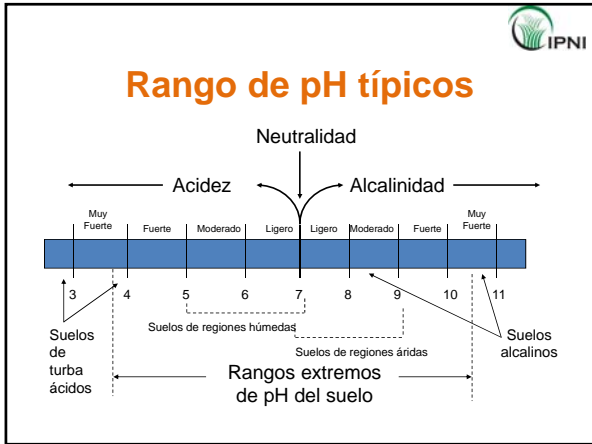 IPNI
Rango de pH típicos
Neutralidad
Acidez
Alcalinidad
Muy
Fuerte
Fuerte
Moderado
Ligero
Ligero
Moderado
Fuerte
Muy
Fuerte
3
4
5
6
7
8
9
10
11
Suelos de regiones húmedas
Suelos de regiones áridas
Suelos
de
turba
ácidos
Suelos
alcalinos
Rangos extremos
de pH del suelo